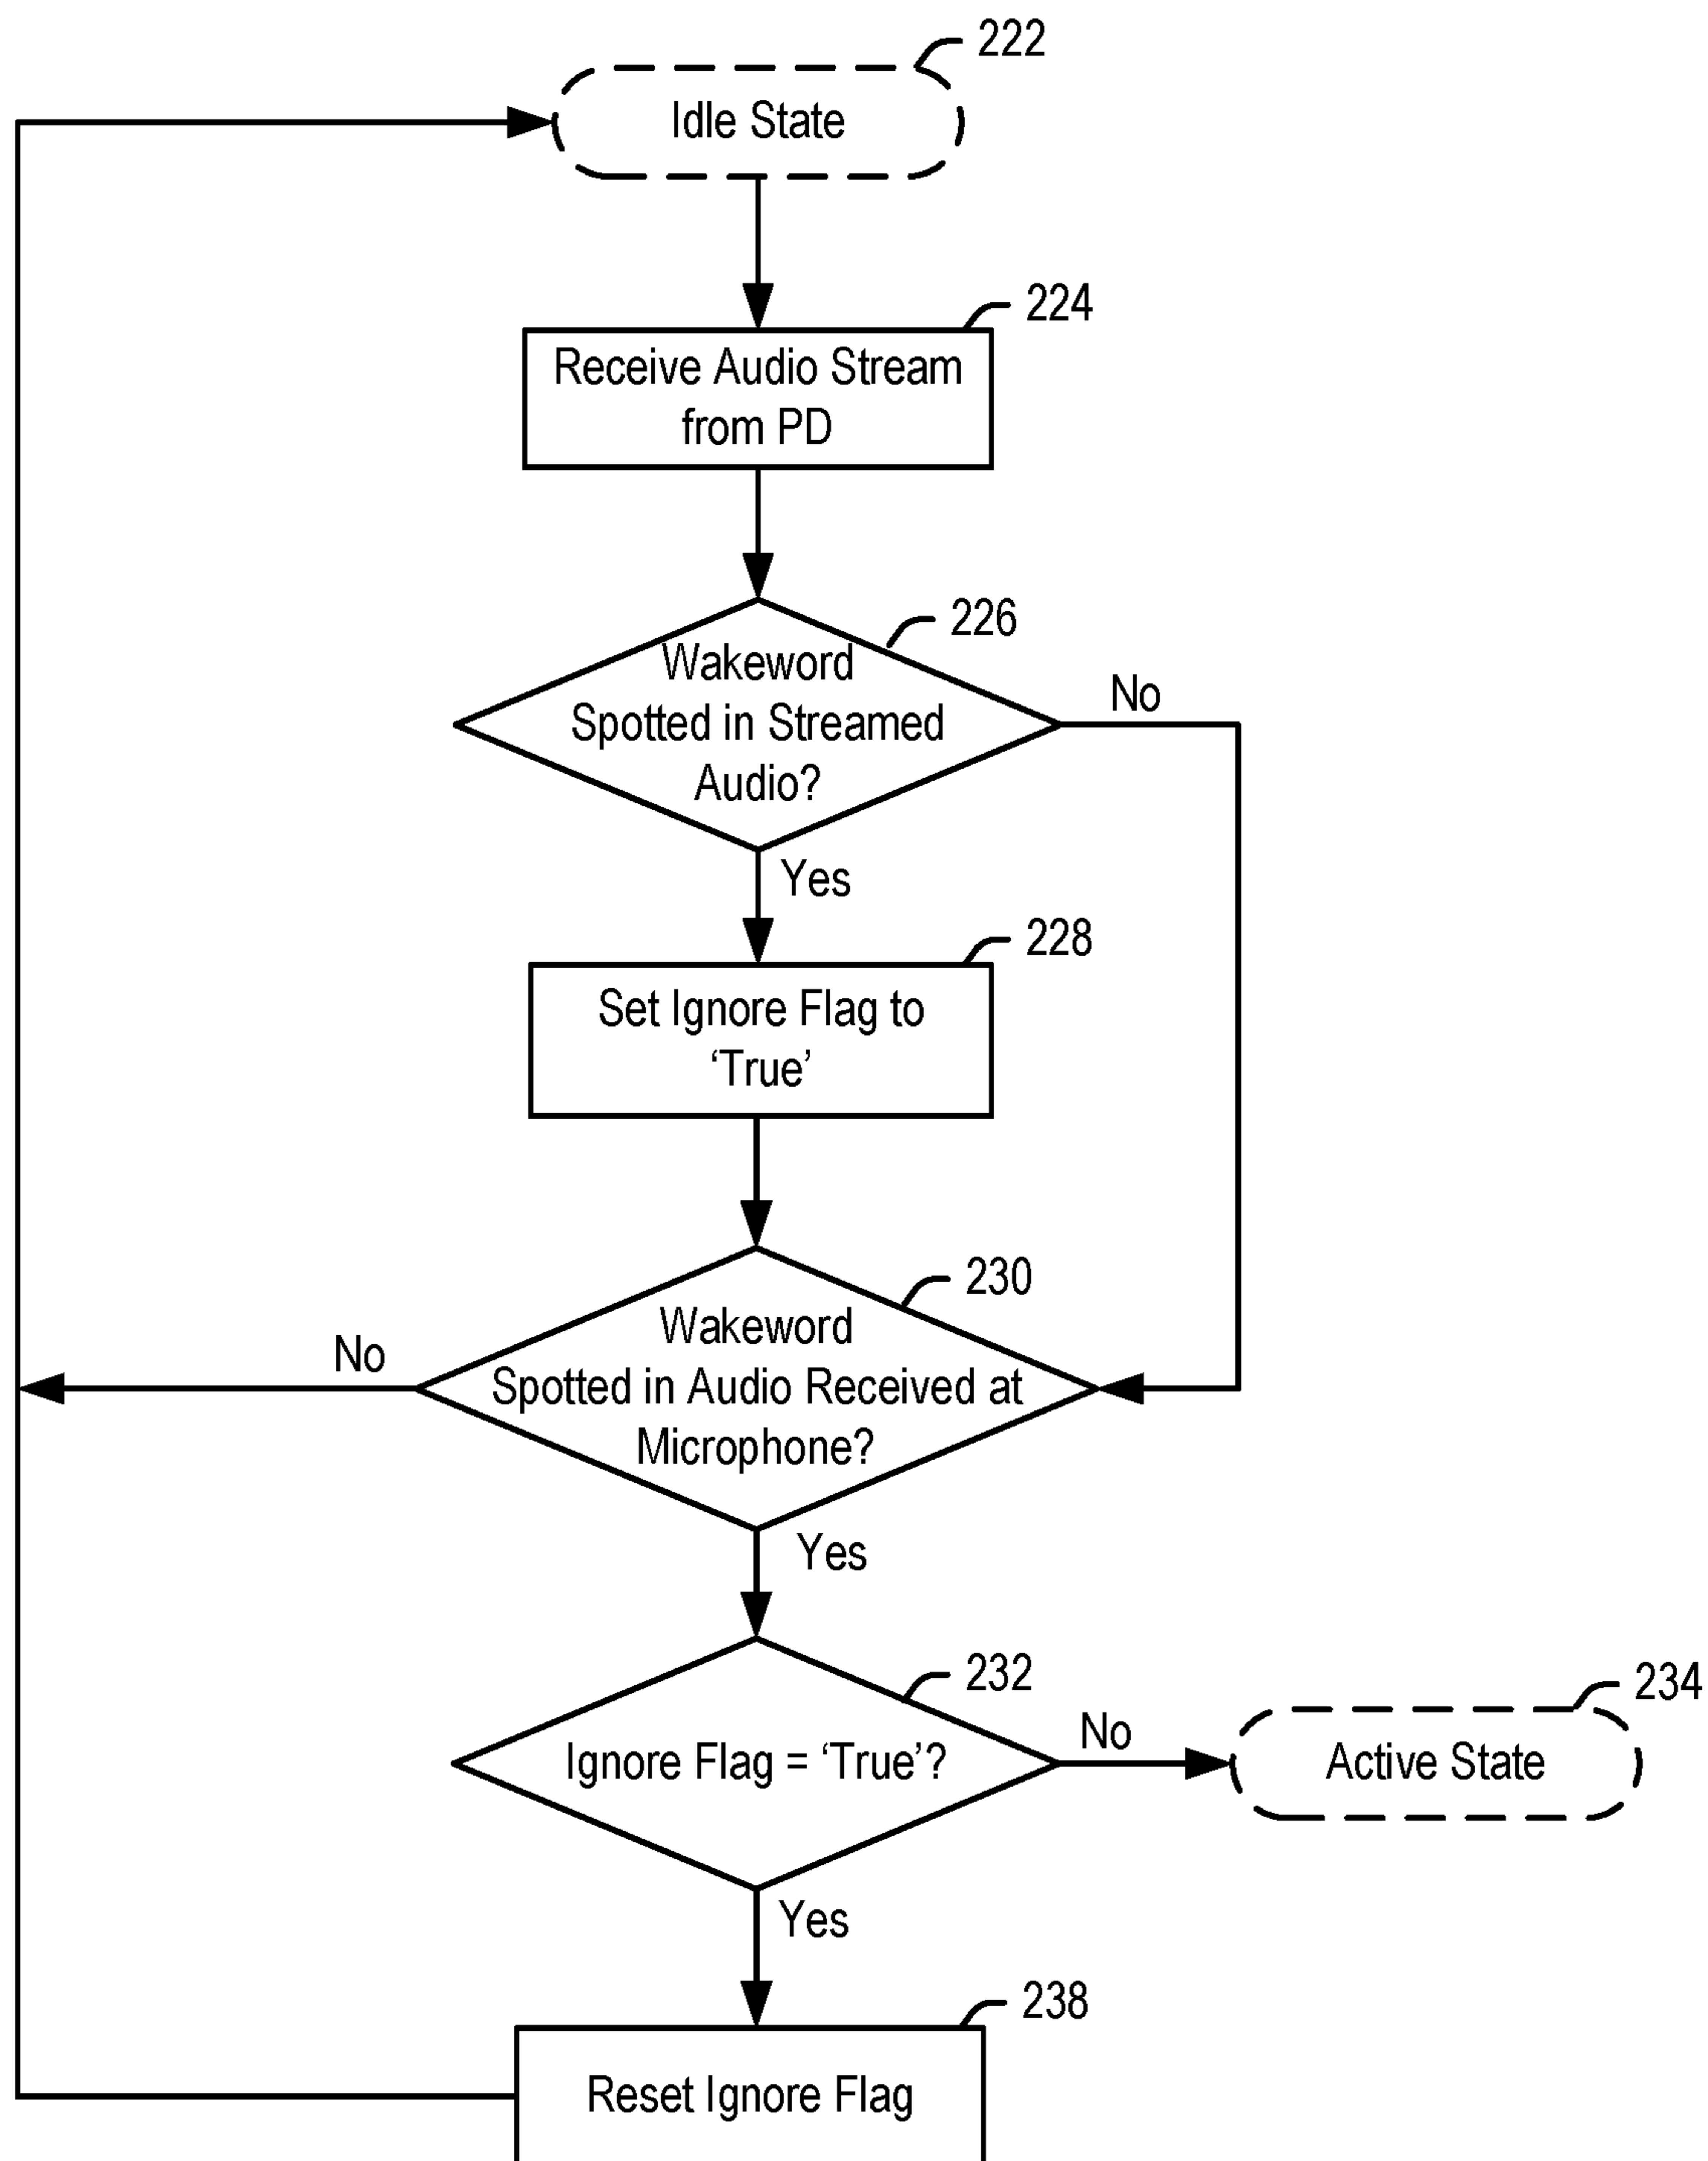 222
Idle State
224
Receive Audio Stream
from PD
226
Wakeword
Spotted in Streamed
Audio?
No
Yes
228
Set Ignore Flag to
‘True’
230
Wakeword
Spotted in Audio Received at
Microphone?
No
Yes
232
Ignore Flag = ‘True’?
No
234
Active State
Yes
238
Reset Ignore Flag